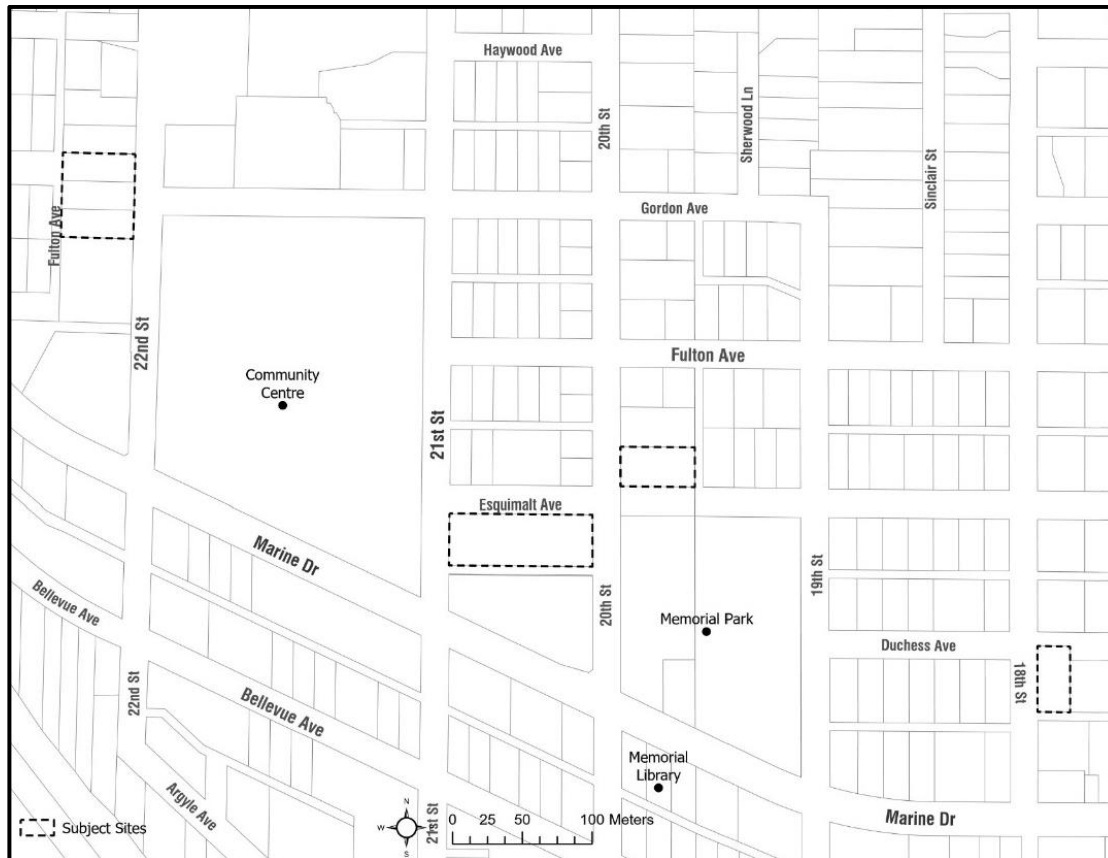 Haywood Ave
20th St
Sherwood Ln
Sinclair St
Gordon Ave
Fulton Ave
22nd St
Community
Centre
21st St
Fulton Ave
Esquimalt Ave
Marine Dr
20th St
19th St
Memorial Park
Duchess Ave
18th St
Bellevue Ave
22nd St
Bellevue Ave
Argyle Ave
Memorial
Library
Marine Dr
Subject Sites
N
W
E
S
21st St
0 25 50 100 Meters